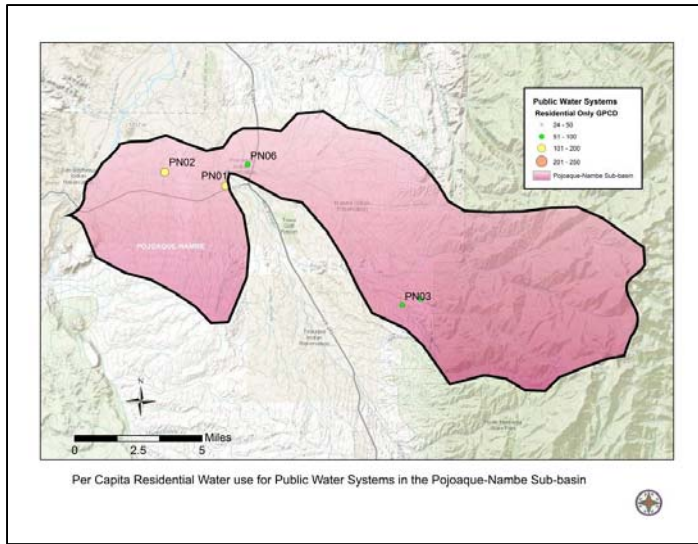 Public Water Systems
Residential Only GPCD
24 - 50
51 - 100
101 - 200
201 - 250
Pojoaque-Nambe Sub-basin
PN02
PN06
PN01
POJOAQUE-NAMBE
PN03
N
Miles
0 2.5 5
Per Capita Residential Water use for Public Water Systems in the Pojoaque-Nambe Sub-basin